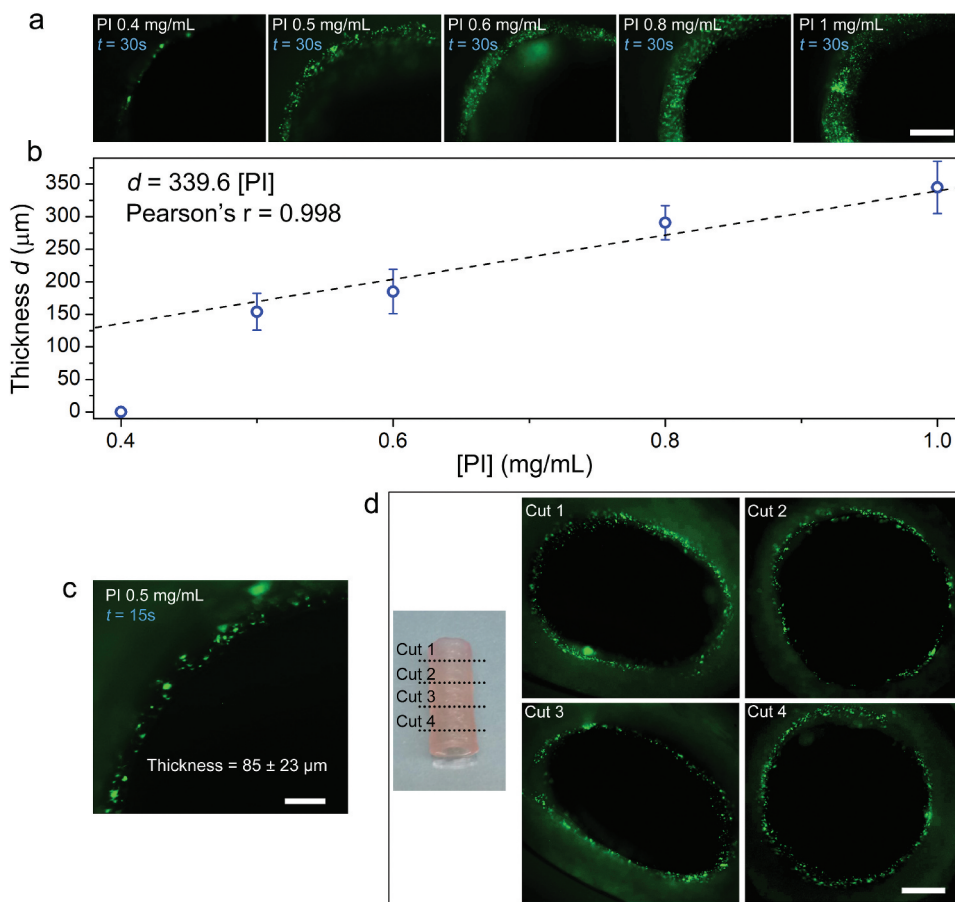 a
PI 0.4 mg/mL
t = 30s
PI 0.5 mg/mL
t = 30s
PI 0.6 mg/mL
t = 30s
PI 0.8 mg/mL
t = 30s
PI 1 mg/mL
t = 30s
b
d = 339.6 [PI]
Pearson's r = 0.998
Thickness d (μm)
350
300
250
200
150
100
50
0
0.4
0.6
0.8
1.0
[PI] (mg/mL)
c
PI 0.5 mg/mL
t = 15s
Thickness = 85 ± 23 μm
d
Cut 1
Cut 2
Cut 3
Cut 4
Cut 1
Cut 2
Cut 3
Cut 4